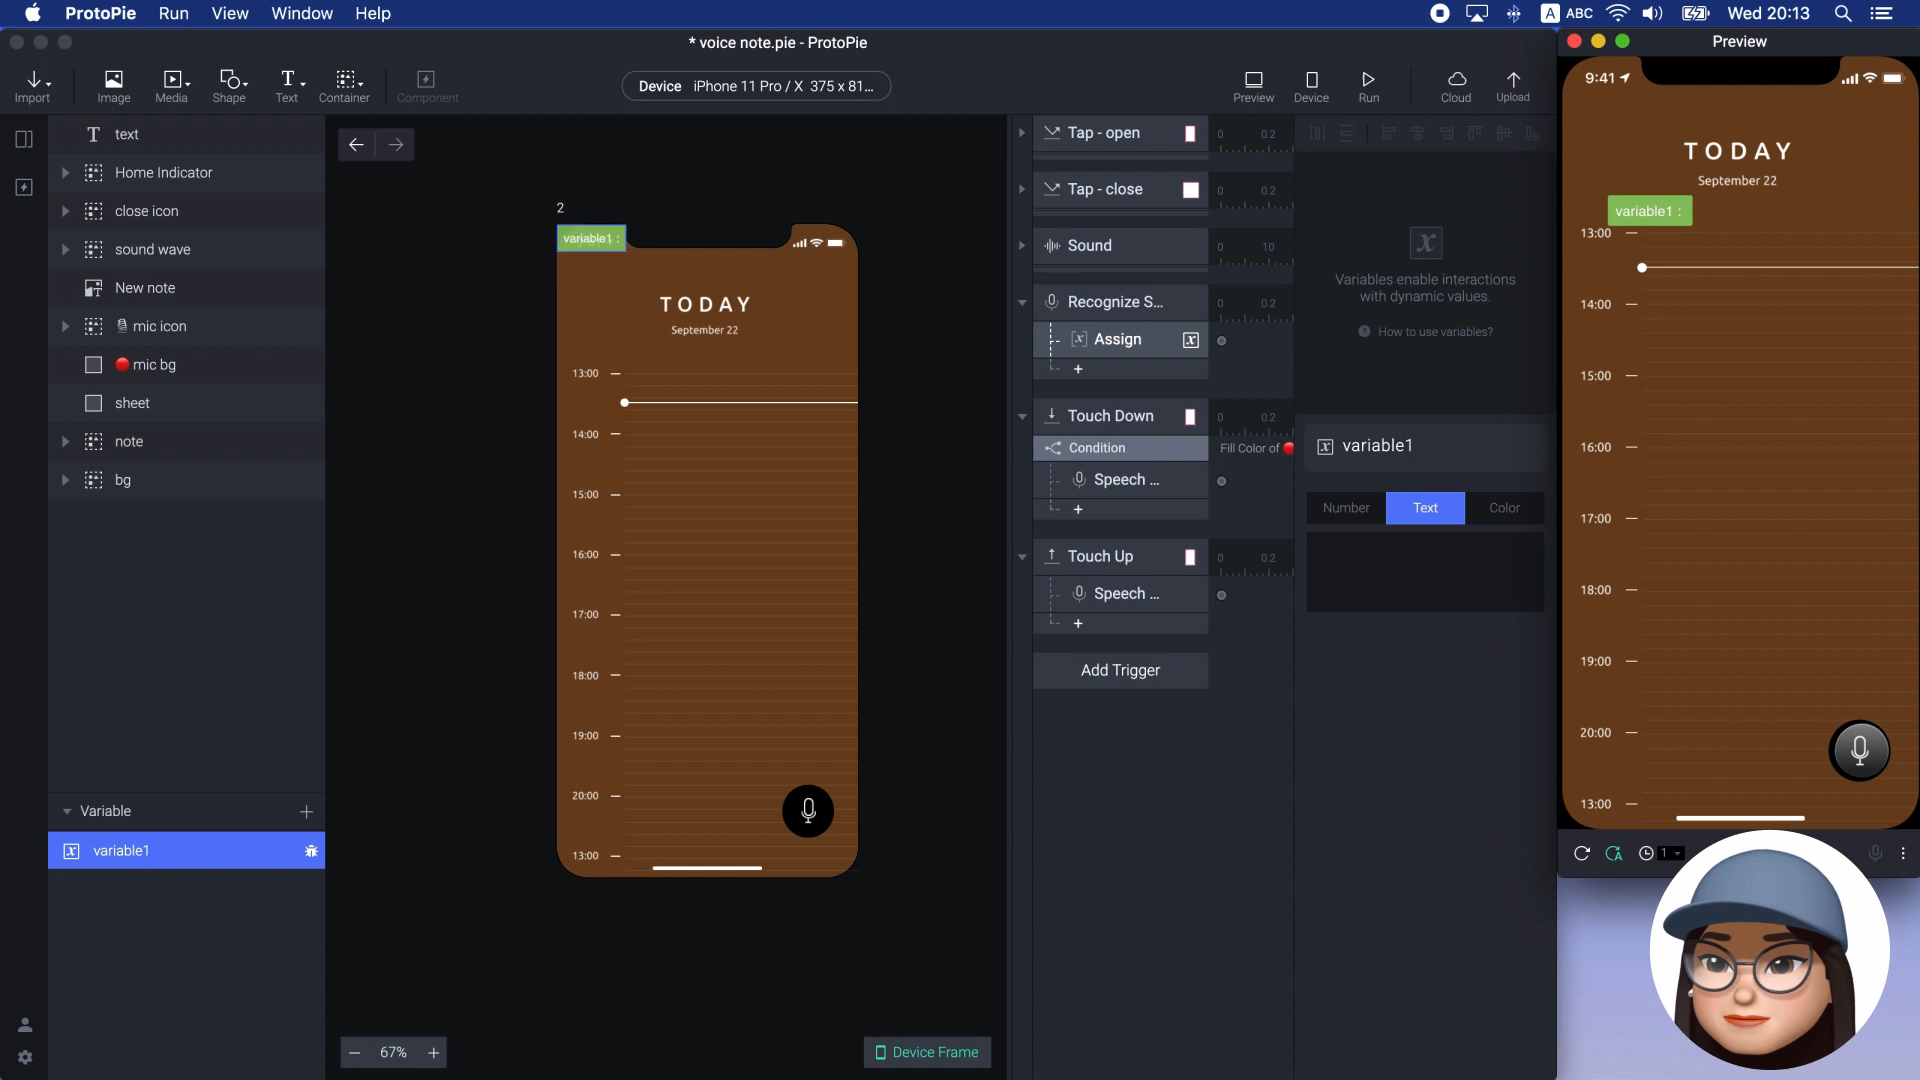 ProtoPie Run View Window Help
A ABC Wed 20:13
* voice note.pie - ProtoPie
Preview
Import
Image
Media
Shape
T
Text
Container
Component
Device iPhone 11 Pro / X 375 x 81...
Preview
Device
Run
Cloud
Upload
T text
Home Indicator
close icon
sound wave
New note
mic icon
mic bg
sheet
note
bg
Variable +
x variable1
2
variable1 :
TODAY
September 22
13:00
14:00
15:00
16:00
17:00
18:00
19:00
20:00
13:00
67%
Device Frame
Tap - open 0 0.2
Tap - close 0 0.2
Sound 0 10
Recognize S... 0 0.2
[x] Assign x
+
Touch Down 0 0.2
Condition Fill Color of
Speech ...
+
Touch Up 0 0.2
Speech ...
+
Add Trigger
x
Variables enable interactions
with dynamic values.
? How to use variables?
x variable1
Number Text Color
9:41
TODAY
September 22
variable1 :
13:00
14:00
15:00
16:00
17:00
18:00
19:00
20:00
13:00
1